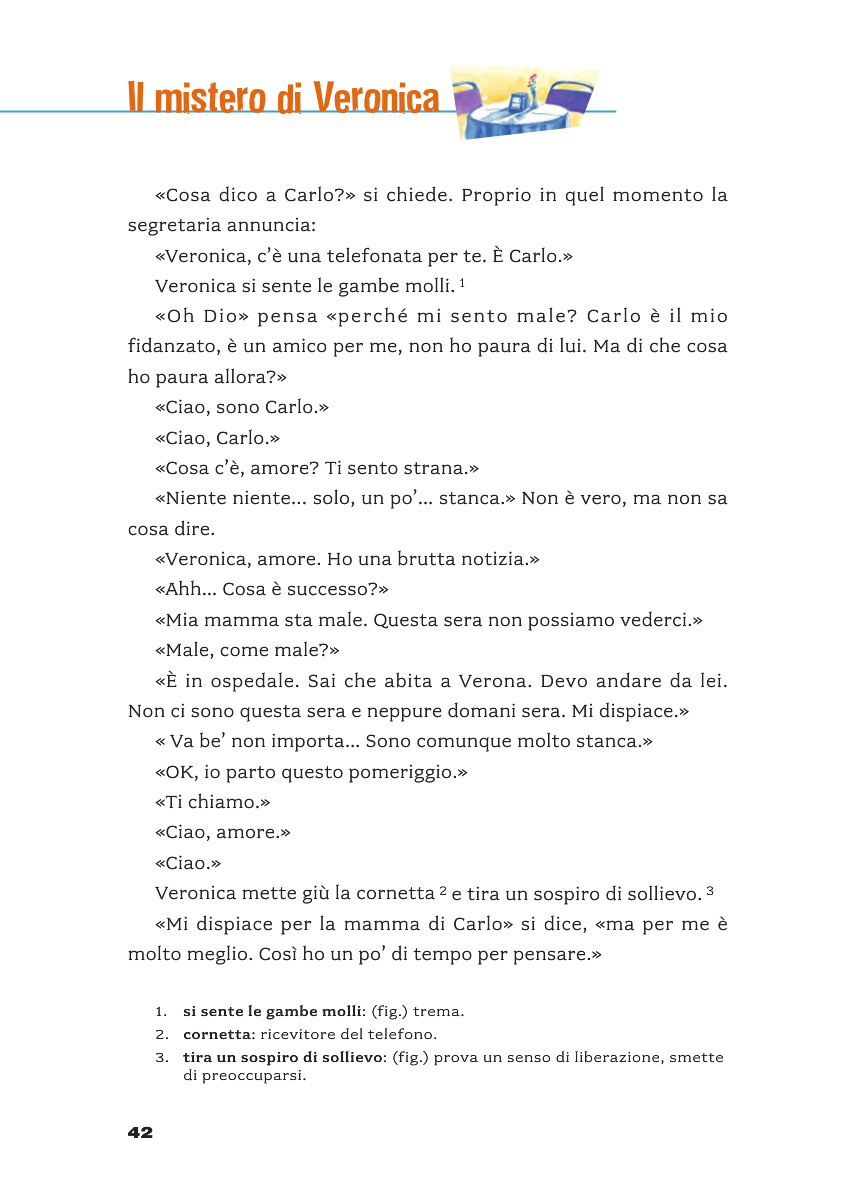 Il mistero di Veronica
«Cosa dico a Carlo?» si chiede. Proprio in quel momento la
segretaria annuncia:
«Veronica, c’è una telefonata per te. È Carlo.»
Veronica si sente le gambe molli. 1
«Oh Dio» pensa «perché mi sento male? Carlo è il mio
fidanzato, è un amico per me, non ho paura di lui. Ma di che cosa
ho paura allora?»
«Ciao, sono Carlo.»
«Ciao, Carlo.»
«Cosa c’è, amore? Ti sento strana.»
«Niente niente... solo, un po’... stanca.» Non è vero, ma non sa
cosa dire.
«Veronica, amore. Ho una brutta notizia.»
«Ahh... Cosa è successo?»
«Mia mamma sta male. Questa sera non possiamo vederci.»
«Male, come male?»
«È in ospedale. Sai che abita a Verona. Devo andare da lei.
Non ci sono questa sera e neppure domani sera. Mi dispiace.»
« Va be’ non importa... Sono comunque molto stanca.»
«OK, io parto questo pomeriggio.»
«Ti chiamo.»
«Ciao, amore.»
«Ciao.»
Veronica mette giù la cornetta 2 e tira un sospiro di sollievo. 3
«Mi dispiace per la mamma di Carlo» si dice, «ma per me è
molto meglio. Così ho un po’ di tempo per pensare.»
1. si sente le gambe molli: (fig.) trema.
2. cornetta: ricevitore del telefono.
3. tira un sospiro di sollievo: (fig.) prova un senso di liberazione, smette
di preoccuparsi.
42